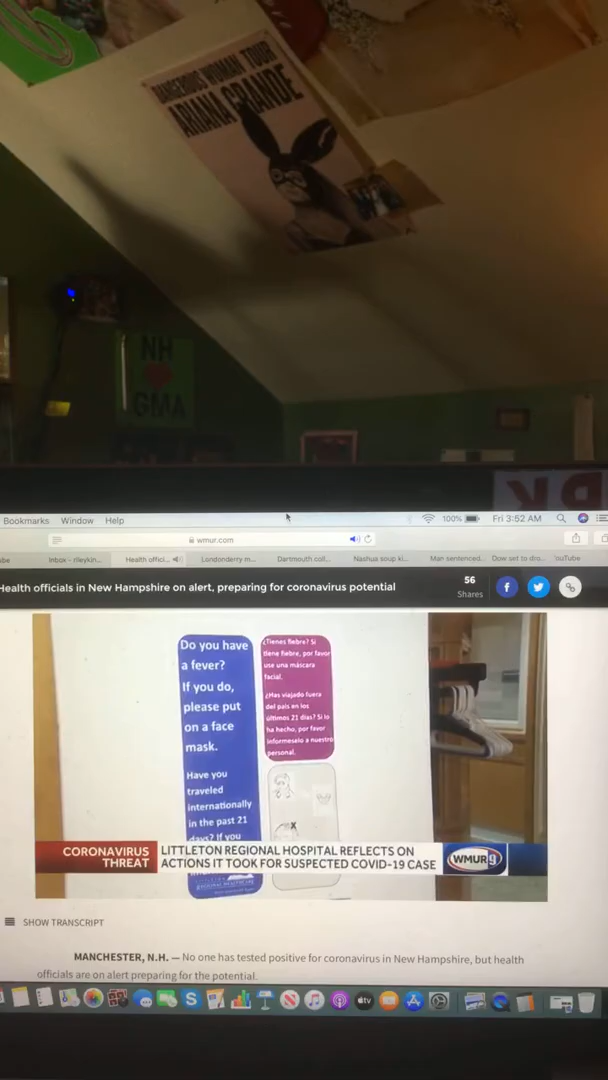 DANGEROUS WOMAN TOUR
ARIANA GRANDE
NH
GMA
Bookmarks Window Help
100%
Fri 3:52 AM
wmur.com
Inbox - rileykin...
Health offici...
Londonderry m...
Dartmouth coll...
Nashua soup ki...
Man sentenced...
Dow set to dro...
Health officials in New Hampshire on alert, preparing for coronavirus potential
56
Shares
Do you have
a fever?
If you do,
please put
on a face
mask.
Have you
traveled
internationally
in the past 21
days? If you
¿Tienes fiebre? Si
tiene fiebre, por favor
use una máscara
facial.
¿Has viajado fuera
del país en los
últimos 21 días? Si lo
ha hecho, por favor
infórmeselo a nuestro
personal.
CORONAVIRUS
THREAT
LITTLETON REGIONAL HOSPITAL REFLECTS ON
ACTIONS IT TOOK FOR SUSPECTED COVID-19 CASE
WMUR 9
SHOW TRANSCRIPT
MANCHESTER, N.H. — No one has tested positive for coronavirus in New Hampshire, but health
officials are on alert preparing for the potential.
tv